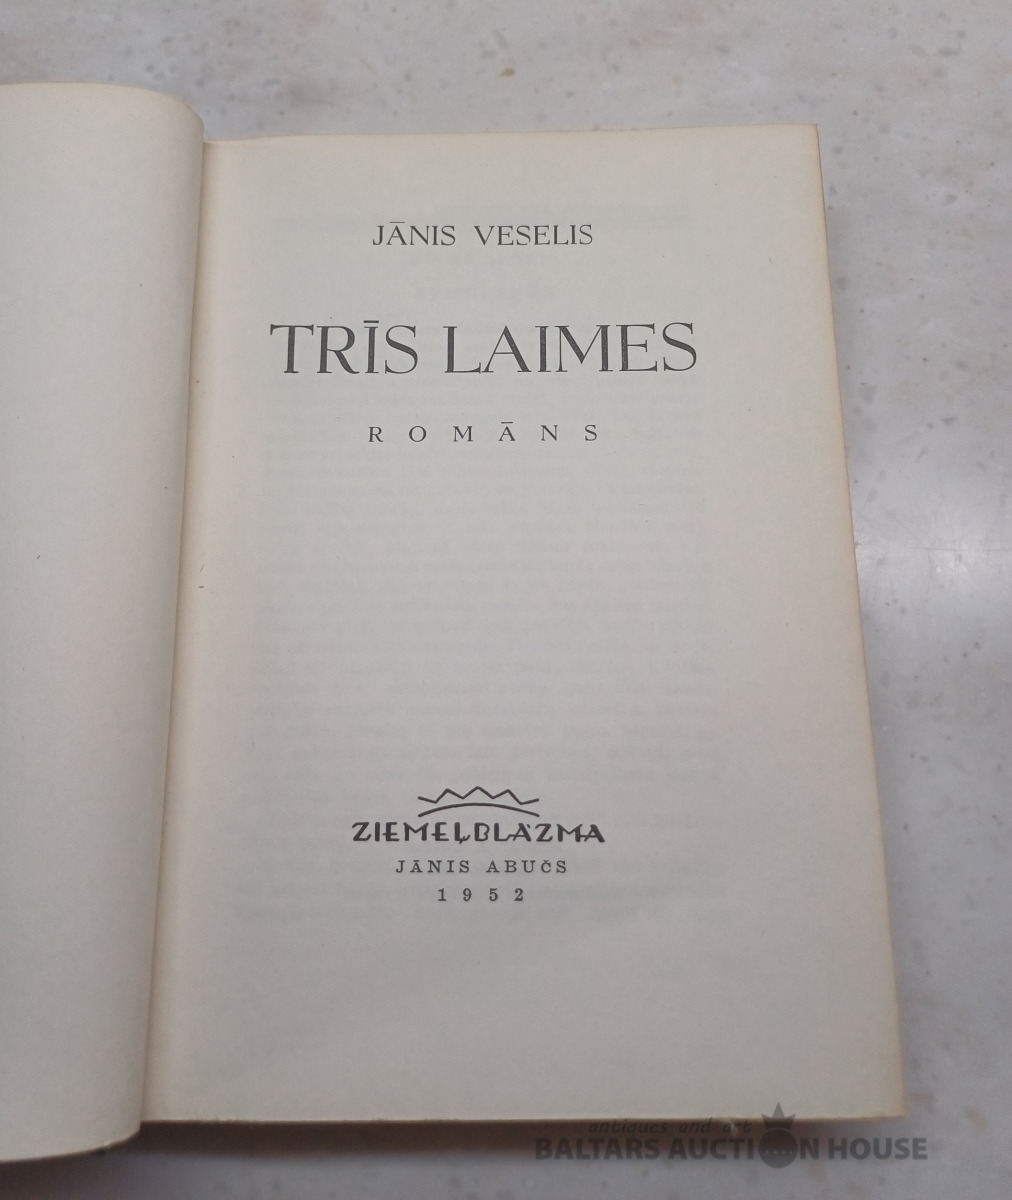 JĀNIS VESELIS
TRĪS LAIMES
ROMĀNS
ZIEMEĻBLĀZMA
JĀNIS ABUČS
1952
antiques and art
BALTARS AUCTION HOUSE